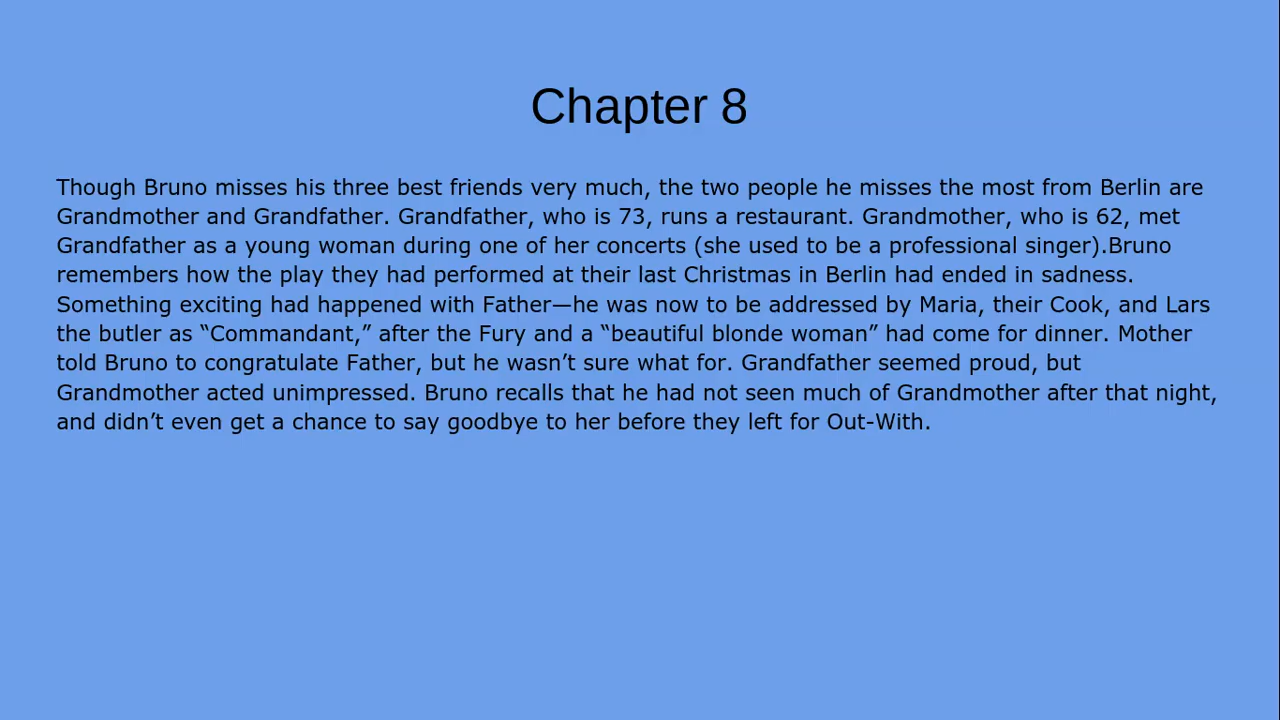 Chapter 8
Though Bruno misses his three best friends very much, the two people he misses the most from Berlin are
Grandmother and Grandfather. Grandfather, who is 73, runs a restaurant. Grandmother, who is 62, met
Grandfather as a young woman during one of her concerts (she used to be a professional singer).Bruno
remembers how the play they had performed at their last Christmas in Berlin had ended in sadness.
Something exciting had happened with Father—he was now to be addressed by Maria, their Cook, and Lars
the butler as “Commandant,” after the Fury and a “beautiful blonde woman” had come for dinner. Mother
told Bruno to congratulate Father, but he wasn’t sure what for. Grandfather seemed proud, but
Grandmother acted unimpressed. Bruno recalls that he had not seen much of Grandmother after that night,
and didn’t even get a chance to say goodbye to her before they left for Out-With.